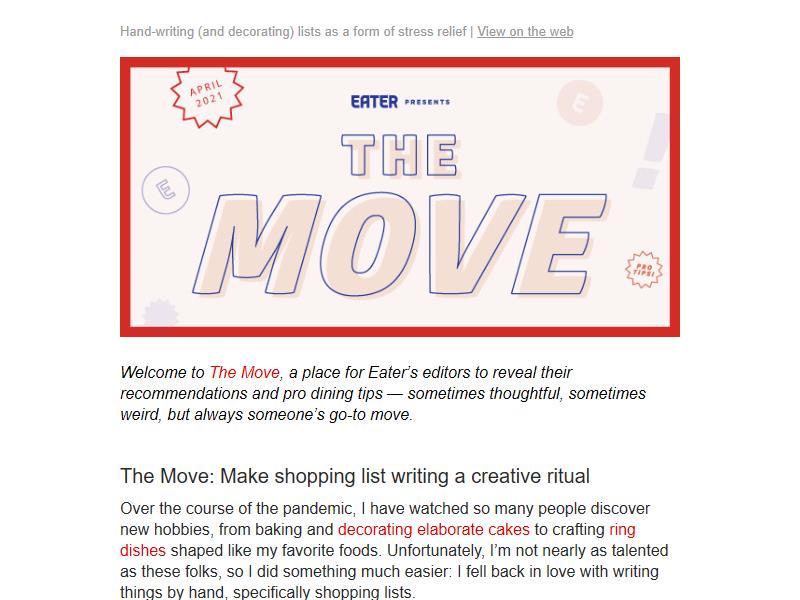 Hand-writing (and decorating) lists as a form of stress relief | View on the web
APRIL
2021
EATER PRESENTS
E
THE
E
MOVE
PRO
TIPS!
Welcome to The Move, a place for Eater’s editors to reveal their
recommendations and pro dining tips — sometimes thoughtful, sometimes
weird, but always someone’s go-to move.
The Move: Make shopping list writing a creative ritual
Over the course of the pandemic, I have watched so many people discover
new hobbies, from baking and decorating elaborate cakes to crafting ring
dishes shaped like my favorite foods. Unfortunately, I’m not nearly as talented
as these folks, so I did something much easier: I fell back in love with writing
things by hand, specifically shopping lists.